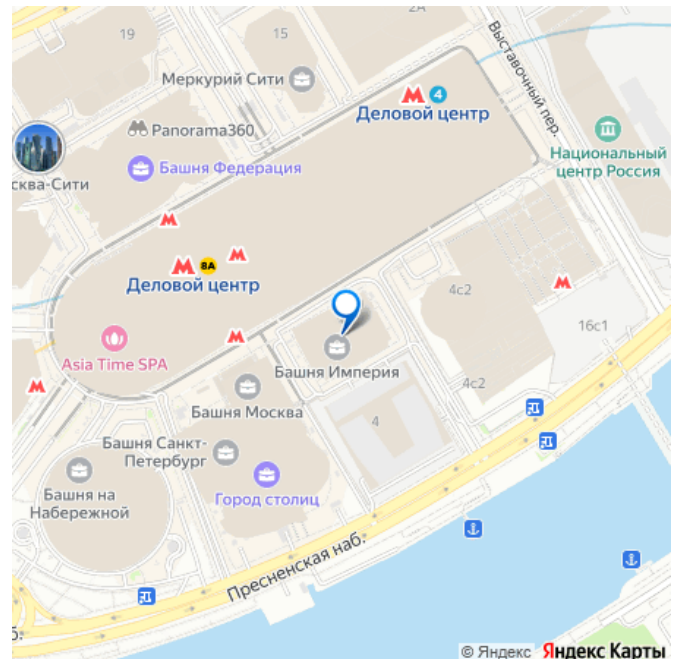 2А
19
15
Меркурий Сити
4
Деловой центр
Выставочный пер.
Panorama360
Национальный
центр Россия
сква-Сити
Башня Федерация
8А
Деловой центр
4с2
16с1
Asia Time SPA
Башня Империя
4с2
Башня Москва
4
Башня Санкт-
Петербург
Башня на
Набережной
Город столиц
Пресненская наб.
б.
© Яндекс Яндекс Карты